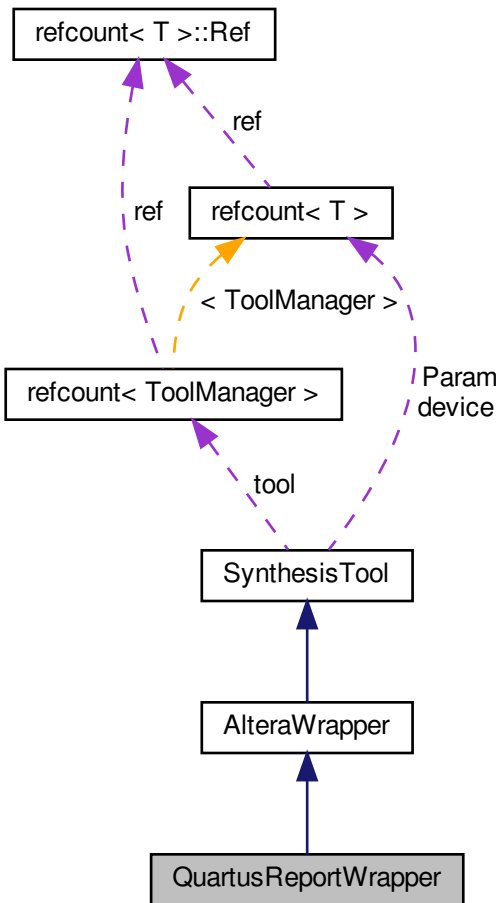 refcount< T >::Ref
ref
refcount< T >
ref
< ToolManager >
refcount< ToolManager >
Param
device
tool
SynthesisTool
AlteraWrapper
QuartusReportWrapper